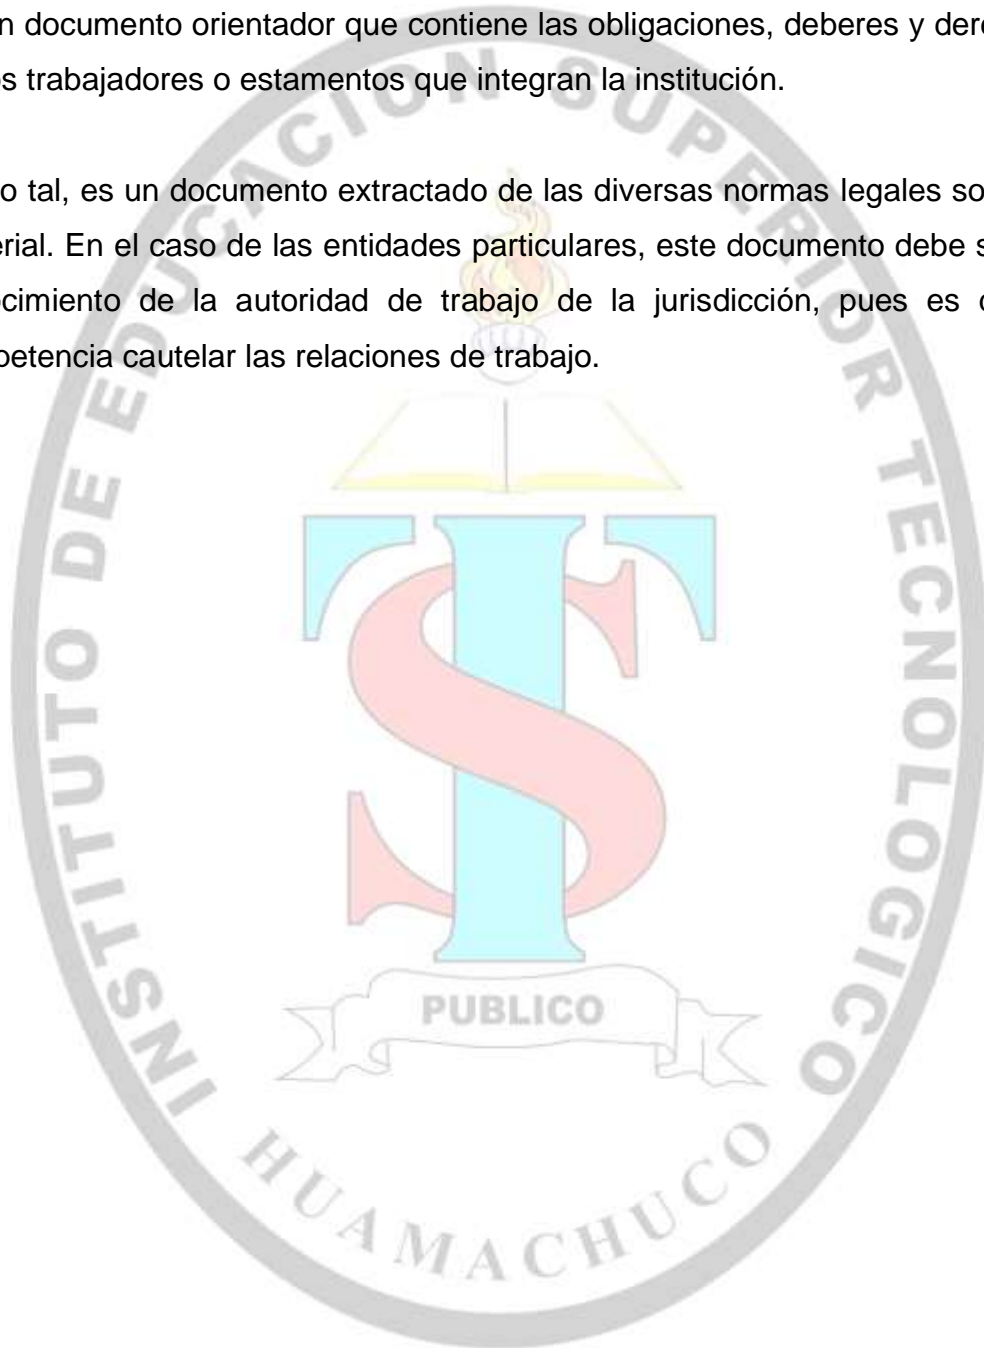 n documento orientador que contiene las obligaciones, deberes y dere
os trabajadores o estamentos que integran la institución.
o tal, es un documento extractado de las diversas normas legales so
erial. En el caso de las entidades particulares, este documento debe s
ocimiento de la autoridad de trabajo de la jurisdicción, pues es d
petencia cautelar las relaciones de trabajo.
INSTITUTO DE EDUCACION SUPERIOR TECNOLOGICO
TSI
PUBLICO
HUAMACHUCO